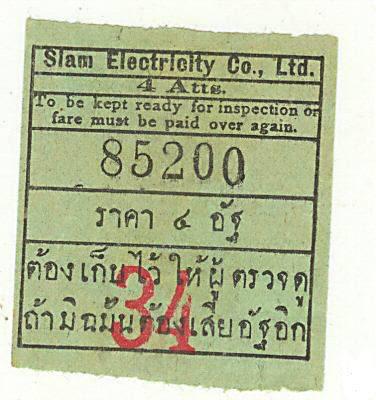 Siam Electricity Co., Ltd.
4 Atts.
To be kept ready for inspection or
fare must be paid over again.
85200
ราคา ๔ อัฐ
ต้องเก็บไว้ให้ผู้ตรวจดู
ถ้ามิฉนั้นต้องเสียอัฐอิก
34